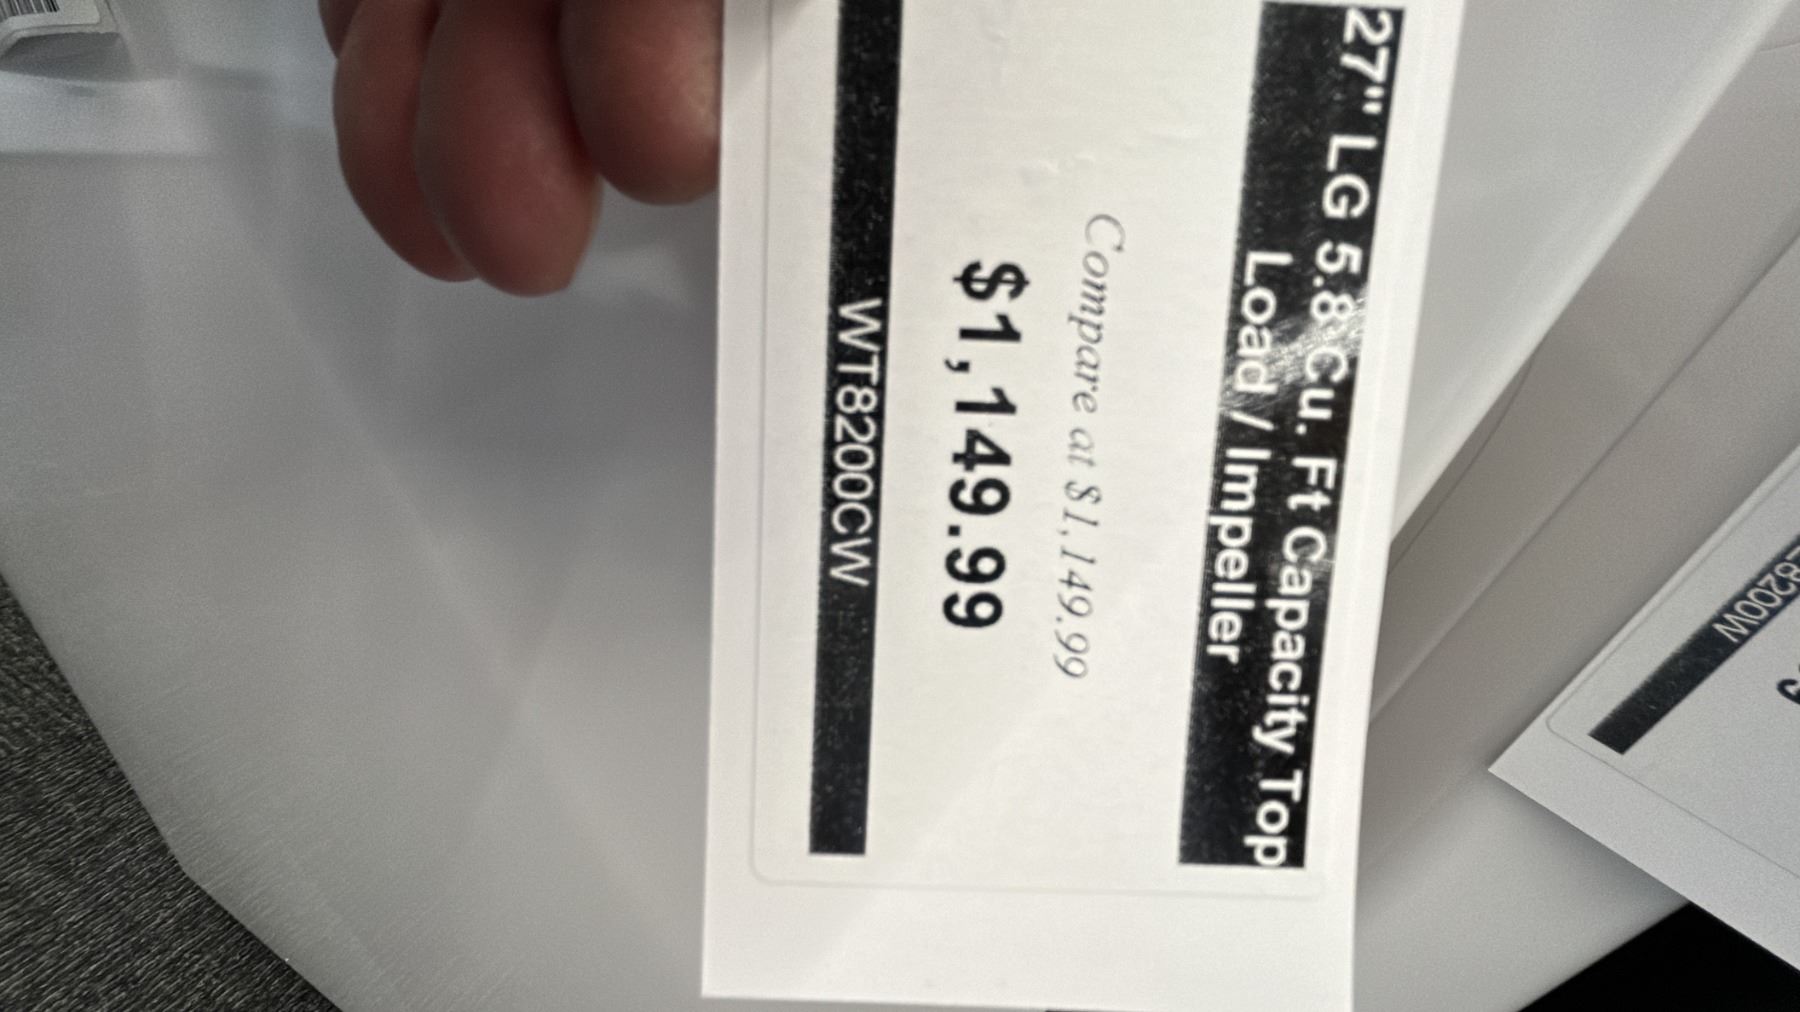 27" LG 5.8 Cu. Ft Capacity Top
Load / Impeller
Compare at $1,149.99
$1,149.99
WT8200CW
8200W